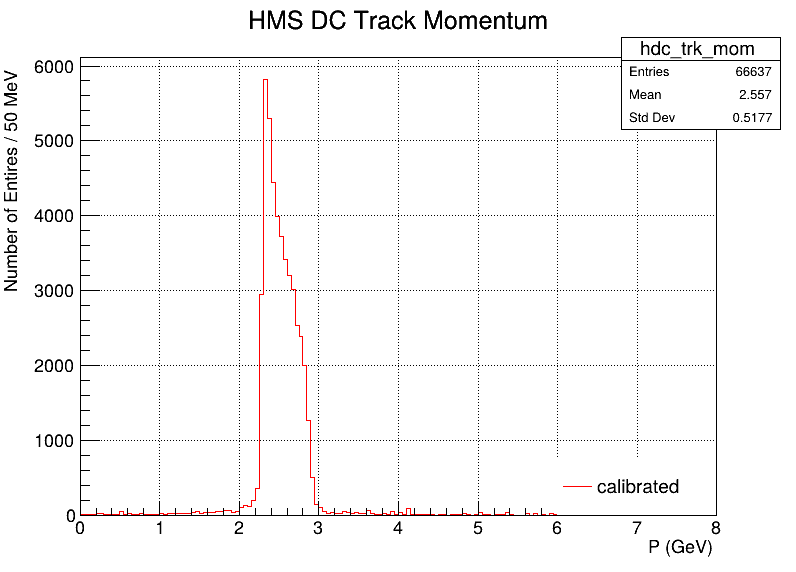 HMS DC Track Momentum
hdc_trk_mom
Entries 66637
Mean 2.557
Std Dev 0.5177
Number of Entires / 50 MeV
6000
5000
4000
3000
2000
1000
0
calibrated
0 1 2 3 4 5 6 7 8
P (GeV)